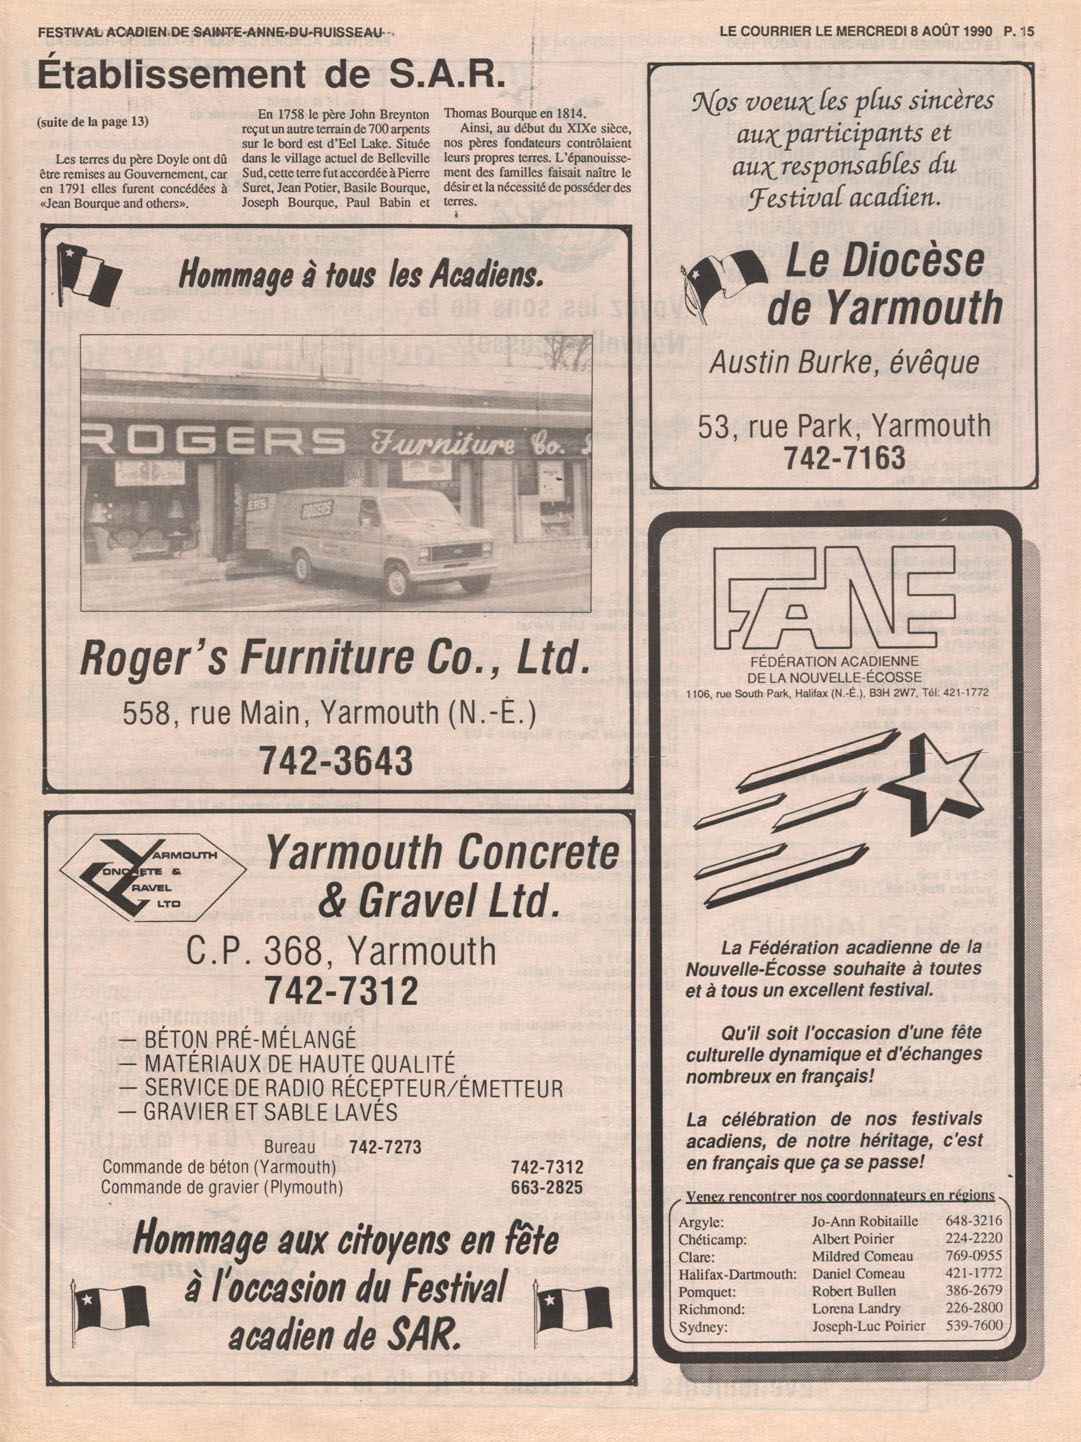 FESTIVAL ACADIEN DE SAINTE-ANNE-DU-RUISSEAU
LE COURRIER LE MERCREDI 8 AOÛT 1990 P. 15
Établissement de S.A.R.
(suite de la page 13)
Les terres du père Doyle ont dû
être remises au Gouvernement, car
en 1791 elles furent concédées à
«Jean Bourque and others».
En 1758 le père John Breynton
reçut un autre terrain de 700 arpents
sur le bord est d'Eel Lake. Située
dans le village actuel de Belleville
Sud, cette terre fut accordée à Pierre
Suret, Jean Potier, Basile Bourque,
Joseph Bourque, Paul Babin et
Thomas Bourque en 1814.
Ainsi, au début du XIXe sièce,
nos pères fondateurs contrôlaient
leurs propres terres. L'épanouisse-
ment des familles faisait naître le
désir et la nécessité de posséder des
terres.
Hommage à tous les Acadiens.
ROGERS Furniture Co.
ERS
ROGERS
Roger's Furniture Co., Ltd.
558, rue Main, Yarmouth (N.-É.)
742-3643
YARMOUTH
CONCRETE &
GRAVEL
LTD
Yarmouth Concrete
& Gravel Ltd.
C.P. 368, Yarmouth
742-7312
— BÉTON PRÉ-MÉLANGÉ
— MATÉRIAUX DE HAUTE QUALITÉ
— SERVICE DE RADIO RÉCEPTEUR/ÉMETTEUR
— GRAVIER ET SABLE LAVÉS
Bureau 742-7273
Commande de béton (Yarmouth) 742-7312
Commande de gravier (Plymouth) 663-2825
Hommage aux citoyens en fête
à l'occasion du Festival
acadien de SAR.
Nos voeux les plus sincères
aux participants et
aux responsables du
Festival acadien.
Le Diocèse
de Yarmouth
Austin Burke, évêque
53, rue Park, Yarmouth
742-7163
FANE
FÉDÉRATION ACADIENNE
DE LA NOUVELLE-ÉCOSSE
1106, rue South Park, Halifax (N.-É.), B3H 2W7, Tél: 421-1772
La Fédération acadienne de la
Nouvelle-Écosse souhaite à toutes
et à tous un excellent festival.
Qu'il soit l'occasion d'une fête
culturelle dynamique et d'échanges
nombreux en français!
La célébration de nos festivals
acadiens, de notre héritage, c'est
en français que ça se passe!
Venez rencontrer nos coordonnateurs en régions
Argyle: Jo-Ann Robitaille 648-3216
Chéticamp: Albert Poirier 224-2220
Clare: Mildred Comeau 769-0955
Halifax-Dartmouth: Daniel Comeau 421-1772
Pomquet: Robert Bullen 386-2679
Richmond: Lorena Landry 226-2800
Sydney: Joseph-Luc Poirier 539-7600